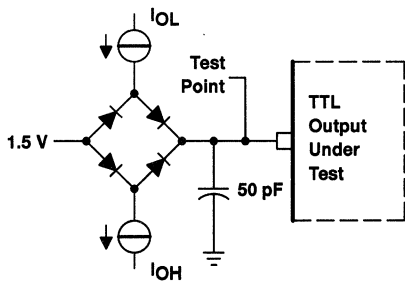 IOL
Test
Point
1.5 V
TTL
Output
Under
Test
50 pF
IOH